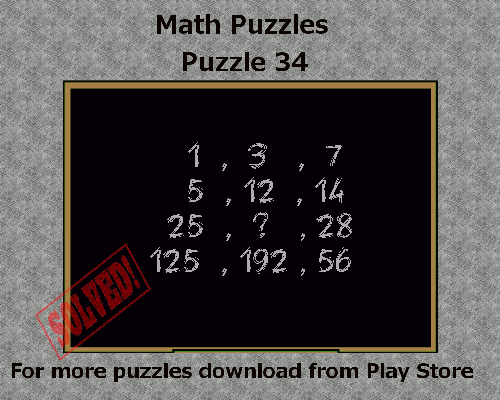 Math Puzzles
Puzzle 34
1 , 3 , 7
5 , 12 , 14
25 , ? , 28
125 , 192 , 56
SOLVED!
For more puzzles download from Play Store